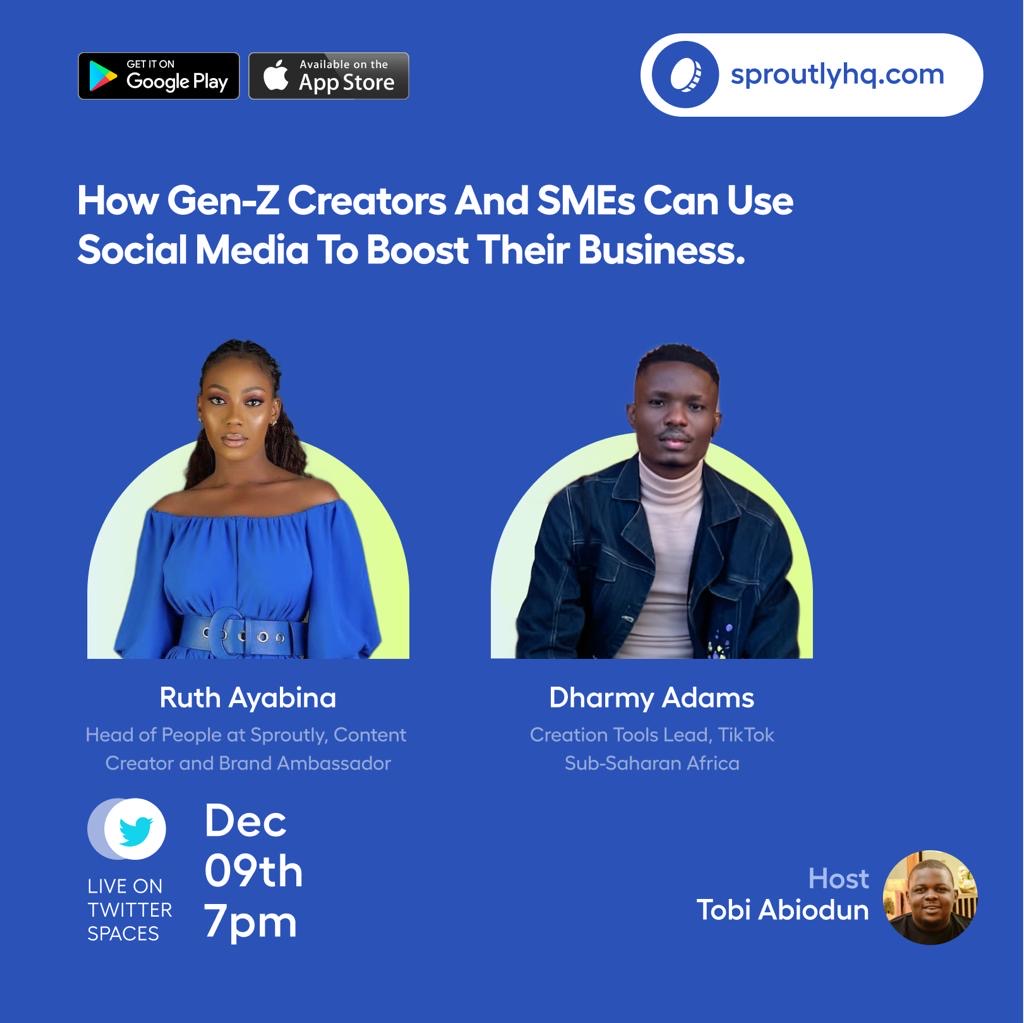 GET IT ON
Google Play
Available on the
App Store
sproutlyhq.com
How Gen-Z Creators And SMEs Can Use
Social Media To Boost Their Business.
Ruth Ayabina
Head of People at Sproutly, Content
Creator and Brand Ambassador
Dharmy Adams
Creation Tools Lead, TikTok
Sub-Saharan Africa
LIVE ON
TWITTER
SPACES
Dec
09th
7pm
Host
Tobi Abiodun